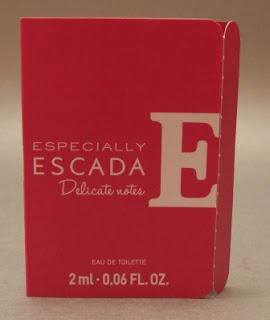 ESPECIALLY
ESCADA
Delicate notes
E
EAU DE TOILETTE
2 ml · 0.06 FL. OZ.